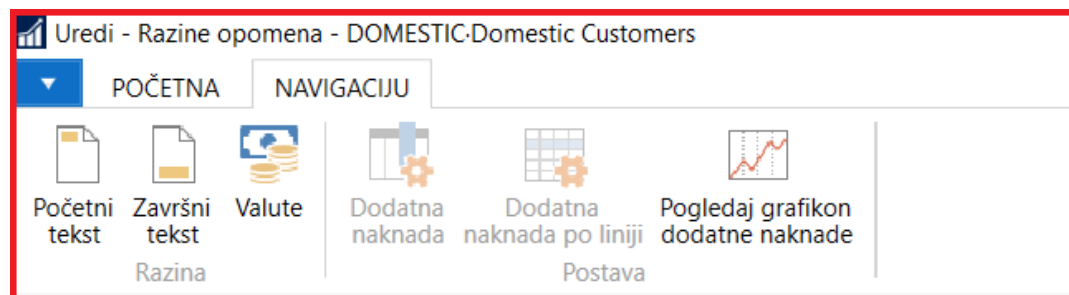 Uredi - Razine opomena - DOMESTIC·Domestic Customers
POČETNA NAVIGACIJU
Početni Završni Valute Dodatna Dodatna Pogledaj grafikon
tekst tekst naknada naknada po liniji dodatne naknade
Razina Postava